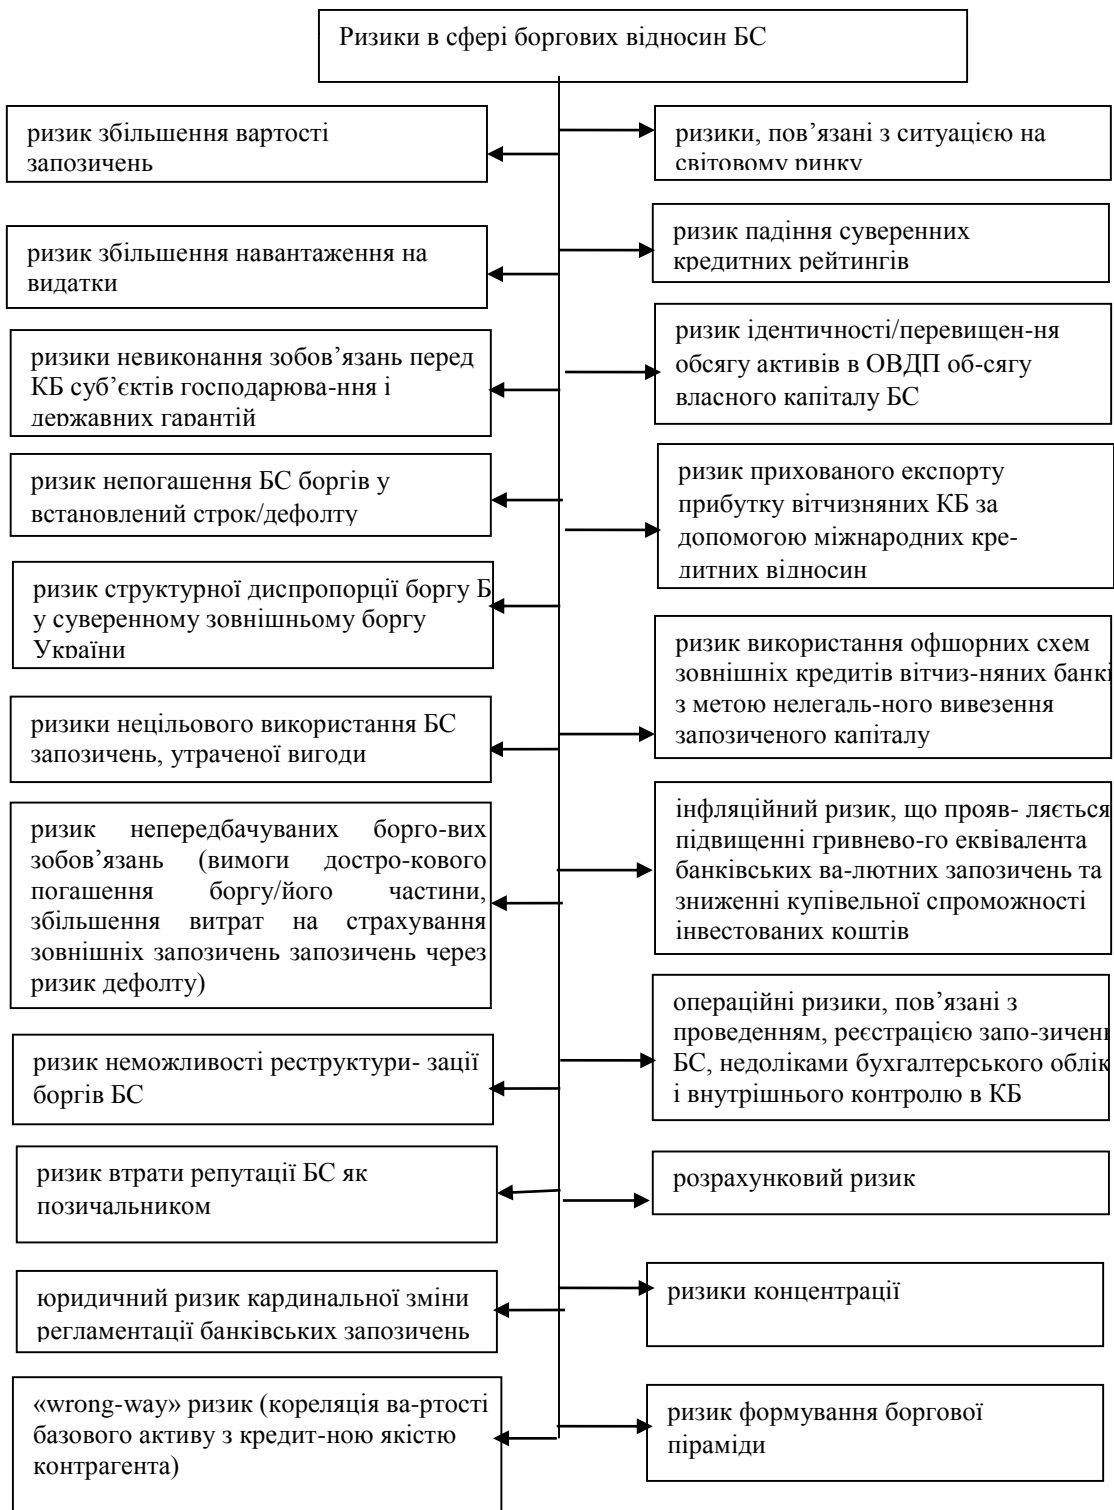 Ризики в сфері боргових відносин БС
ризик збільшення вартості
запозичень
ризики, пов’язані з ситуацією на
світовому ринку
ризик збільшення навантаження на
видатки
ризик падіння суверенних
кредитних рейтингів
ризики невиконання зобов’язань перед
КБ суб’єктів господарюва-ння і
державних гарантій
ризик ідентичності/перевищен-ня
обсягу активів в ОВДП об-сягу
власного капіталу БС
ризик непогашення БС боргів у
встановлений строк/дефолту
ризик прихованого експорту
прибутку вітчизняних КБ за
допомогою міжнародних кре-
дитних відносин
ризик структурної диспропорції боргу Б
у суверенному зовнішньому боргу
України
ризик використання офшорних схем
зовнішніх кредитів вітчиз-няних банкі
з метою нелегаль-ного вивезення
запозиченого капіталу
ризики нецільового використання БС
запозичень, утраченої вигоди
інфляційний ризик, що прояв- ляється
підвищенні гривнево-го еквівалента
банківських ва-лютних запозичень та
зниженні купівельної спроможності
інвестованих коштів
ризик непередбачуваних борго-вих
зобов’язань (вимоги достро-кового
погашення боргу/його частини,
збільшення витрат на страхування
зовнішніх запозичень запозичень через
ризик дефолту)
операційні ризики, пов’язані з
проведенням, реєстрацією запо-зичень
БС, недоліками бухгалтерського облік
і внутрішнього контролю в КБ
ризик неможливості реструктури- зації
боргів БС
ризик втрати репутації БС як
позичальником
розрахунковий ризик
юридичний ризик кардинальної зміни
регламентації банківських запозичень
ризики концентрації
«wrong-way» ризик (кореляція ва-ртості
базового активу з кредит-ною якістю
контрагента)
ризик формування боргової
піраміди